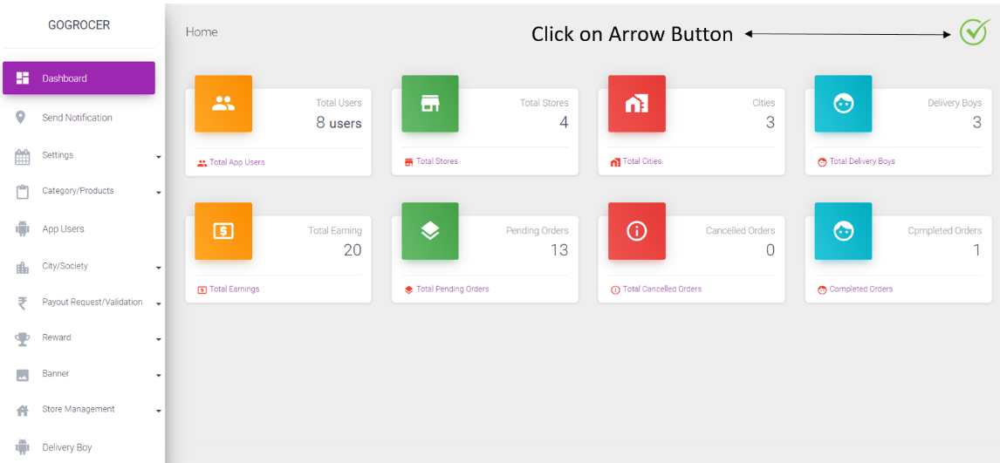 GOGROCER
Dashboard
Send Notification
Settings
Category/Products
App Users
City/Society
Payout Request/Validation
Reward
Banner
Store Management
Delivery Boy
Home
Click on Arrow Button
Total Users
8 users
Total App Users
Total Stores
4
Total Stores
Cities
3
Total Cities
Delivery Boys
3
Total Delivery Boys
Total Earning
20
Total Earnings
Pending Orders
13
Total Pending Orders
Cancelled Orders
0
Total Cancelled Orders
Cpmpleted Orders
1
Completed Orders